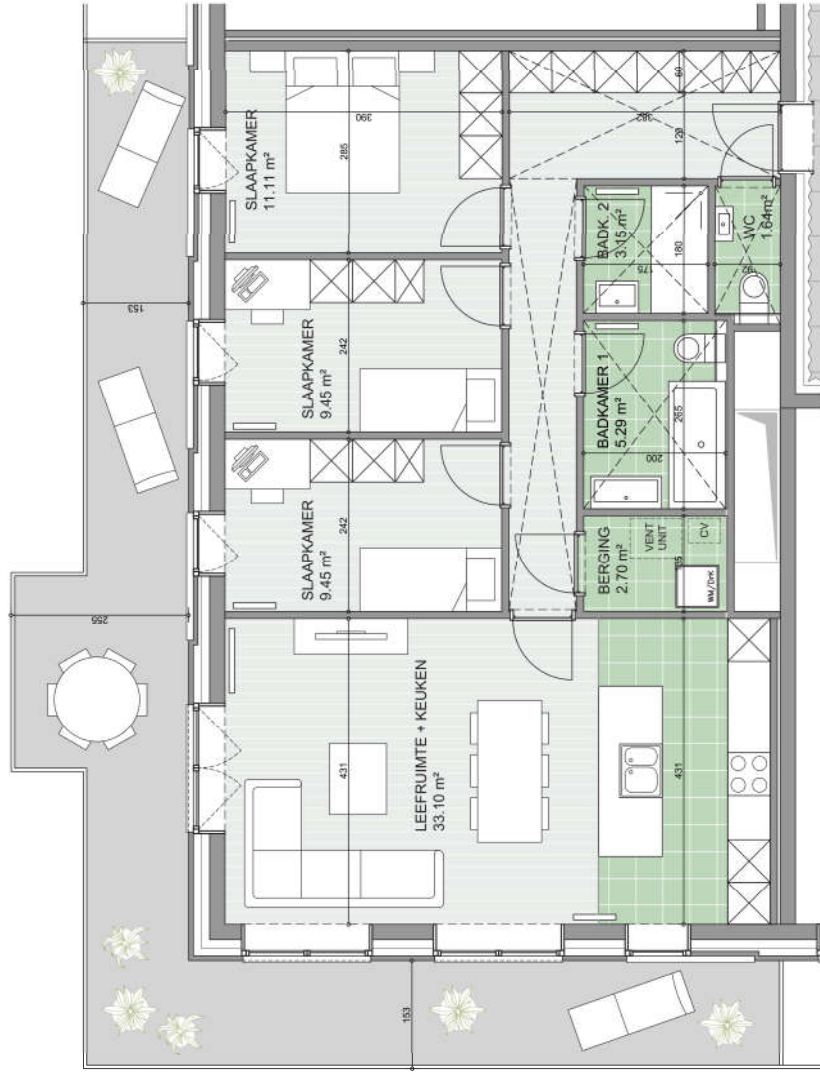 SLAAPKAMER
11.11 m²
390
285
60
382
120
BADK. 2
3.15 m²
175
180
WC
1.64m²
92
153
SLAAPKAMER
9.45 m²
242
BADKAMER 1
5.29 m²
265
200
SLAAPKAMER
9.45 m²
242
BERGING
2.70 m²
VENT
UNIT
CV
WM/DrK
255
LEEFRUIMTE + KEUKEN
33.10 m²
431
431
153